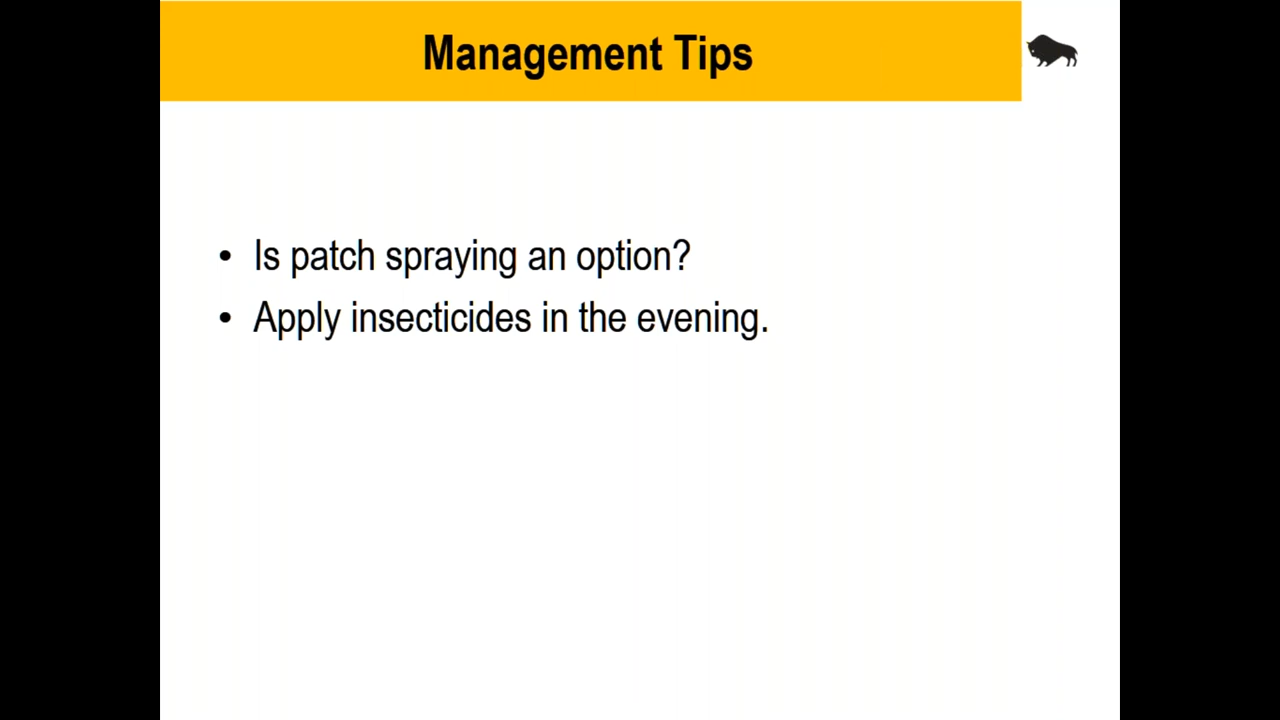 Management Tips
• Is patch spraying an option?
• Apply insecticides in the evening.